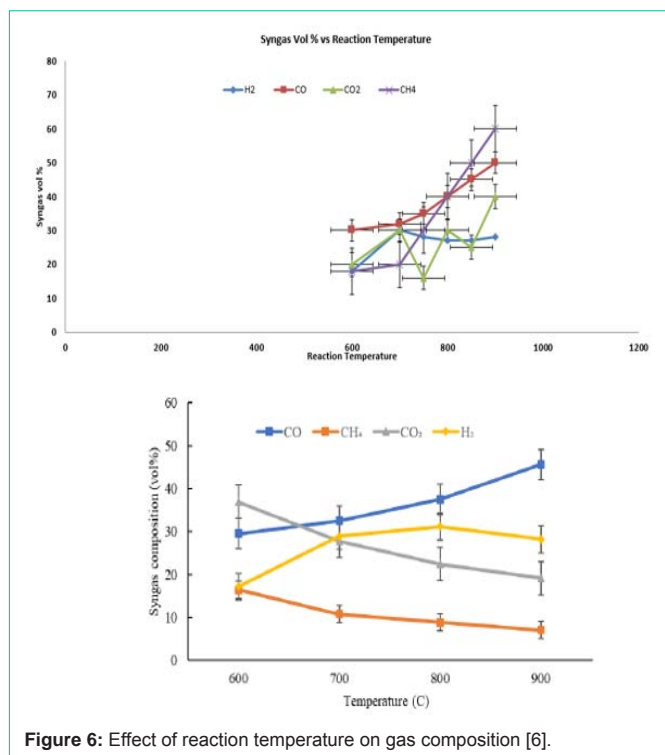 Syngas Vol % vs Reaction Temperature
80
70
60
50
40
30
20
10
0
Syngas vol %
H2 CO CO2 CH4
0 200 400 600 800 1000 1200
Reaction Temperature
60
50
40
30
20
10
0
Syngas composition (vol%)
CO CH₄ CO₂ H₂
600 700 800 900
Temperature (C)
Figure 6: Effect of reaction temperature on gas composition [6].